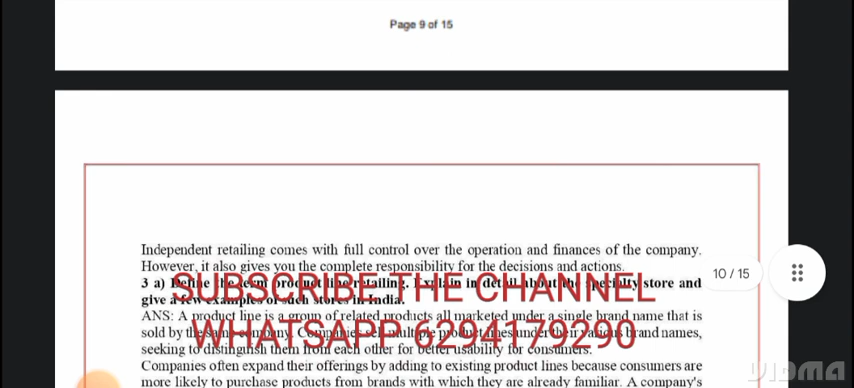 Page 9 of 15
Independent retailing comes with full control over the operation and finances of the company.
However, it also gives you the complete responsibility for the decisions and actions.
10 / 15
3 a) Define the term product line retailing. Explain in detail about the specialty store and
give a few examples of such stores in India.
SUBSCRIBE THE CHANNEL
ANS: A product line is a group of related products all marketed under a single brand name that is
sold by the same company. Companies sell multiple product lines under their various brand names,
WHATSAPP 6294179290
seeking to distinguish them from each other for better usability for consumers.
Companies often expand their offerings by adding to existing product lines because consumers are
more likely to purchase products from brands with which they are already familiar. A company's
VIDMA